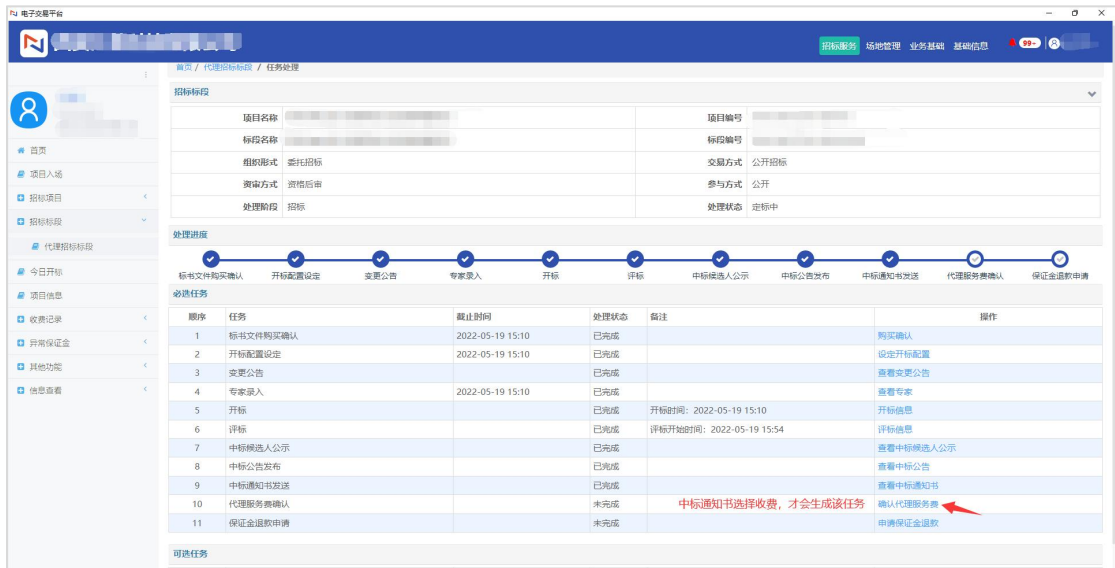 电子交易平台
招标服务 场地管理 业务基础 基础信息 99+
首页 / 代理招标标段 / 任务处理
招标标段
项目名称 项目编号
标段名称 标段编号
组织形式 委托招标 交易方式 公开招标
资审方式 资格后审 参与方式 公开
处理阶段 招标 处理状态 定标中
首页
项目入场
招标项目
招标标段
代理招标标段
今日开标
项目信息
收费记录
异常保证金
其他功能
信息查看
处理进度
标书文件购买确认 开标配置设定 变更公告 专家录入 开标 评标 中标候选人公示 中标公告发布 中标通知书发送 代理服务费确认 保证金退款申请
必选任务
顺序 任务 截止时间 处理状态 备注 操作
1 标书文件购买确认 2022-05-19 15:10 已完成 购买确认
2 开标配置设定 2022-05-19 15:10 已完成 设定开标配置
3 变更公告 已完成 查看变更公告
4 专家录入 2022-05-19 15:10 已完成 查看专家
5 开标 已完成 开标时间：2022-05-19 15:10 开标信息
6 评标 已完成 评标开始时间：2022-05-19 15:54 评标信息
7 中标候选人公示 已完成 查看中标候选人公示
8 中标公告发布 已完成 查看中标公告
9 中标通知书发送 已完成 查看中标通知书
10 代理服务费确认 未完成 中标通知书选择收费，才会生成该任务 确认代理服务费
11 保证金退款申请 未完成 申请保证金退款
可选任务